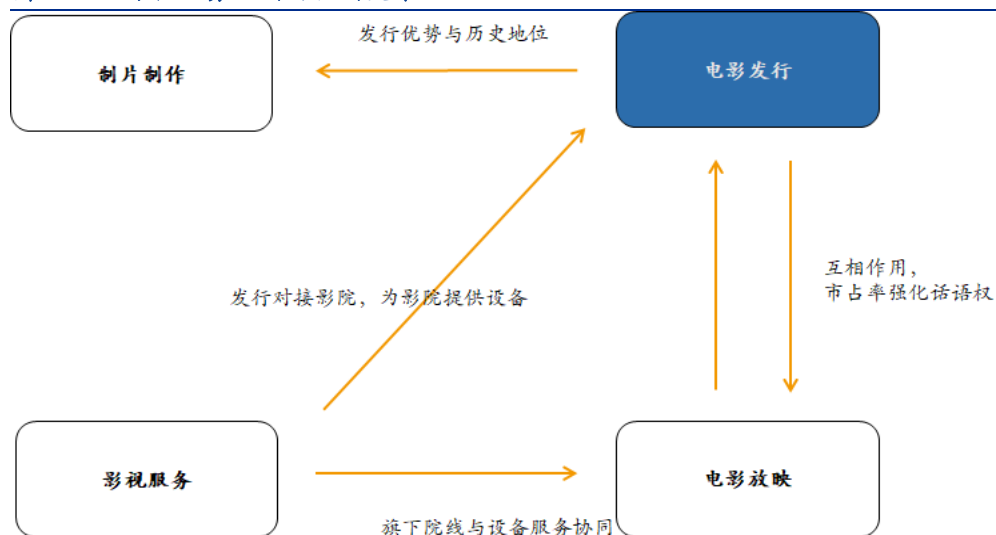 发行优势与历史地位
制片制作
电影发行
互相作用,
市占率强化话语权
发行对接影院,为影院提供设备
影视服务
电影放映
旗下院线与设备服务协同